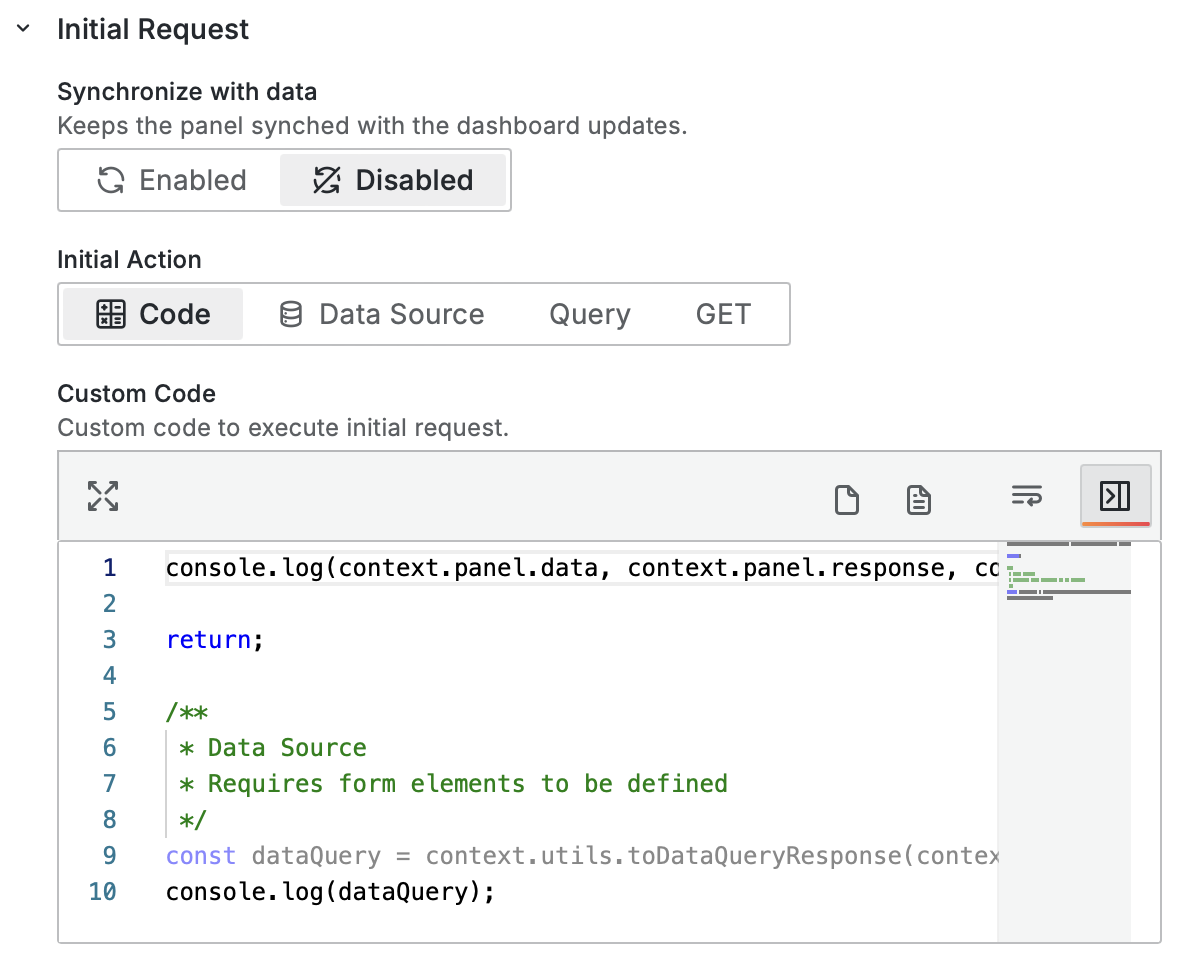 Initial Request
Synchronize with data
Keeps the panel synched with the dashboard updates.
Enabled Disabled
Initial Action
Code Data Source Query GET
Custom Code
Custom code to execute initial request.
1 console.log(context.panel.data, context.panel.response, co
2
3 return;
4
5 /**
6 * Data Source
7 * Requires form elements to be defined
8 */
9 const dataQuery = context.utils.toDataQueryResponse(contex
10 console.log(dataQuery);